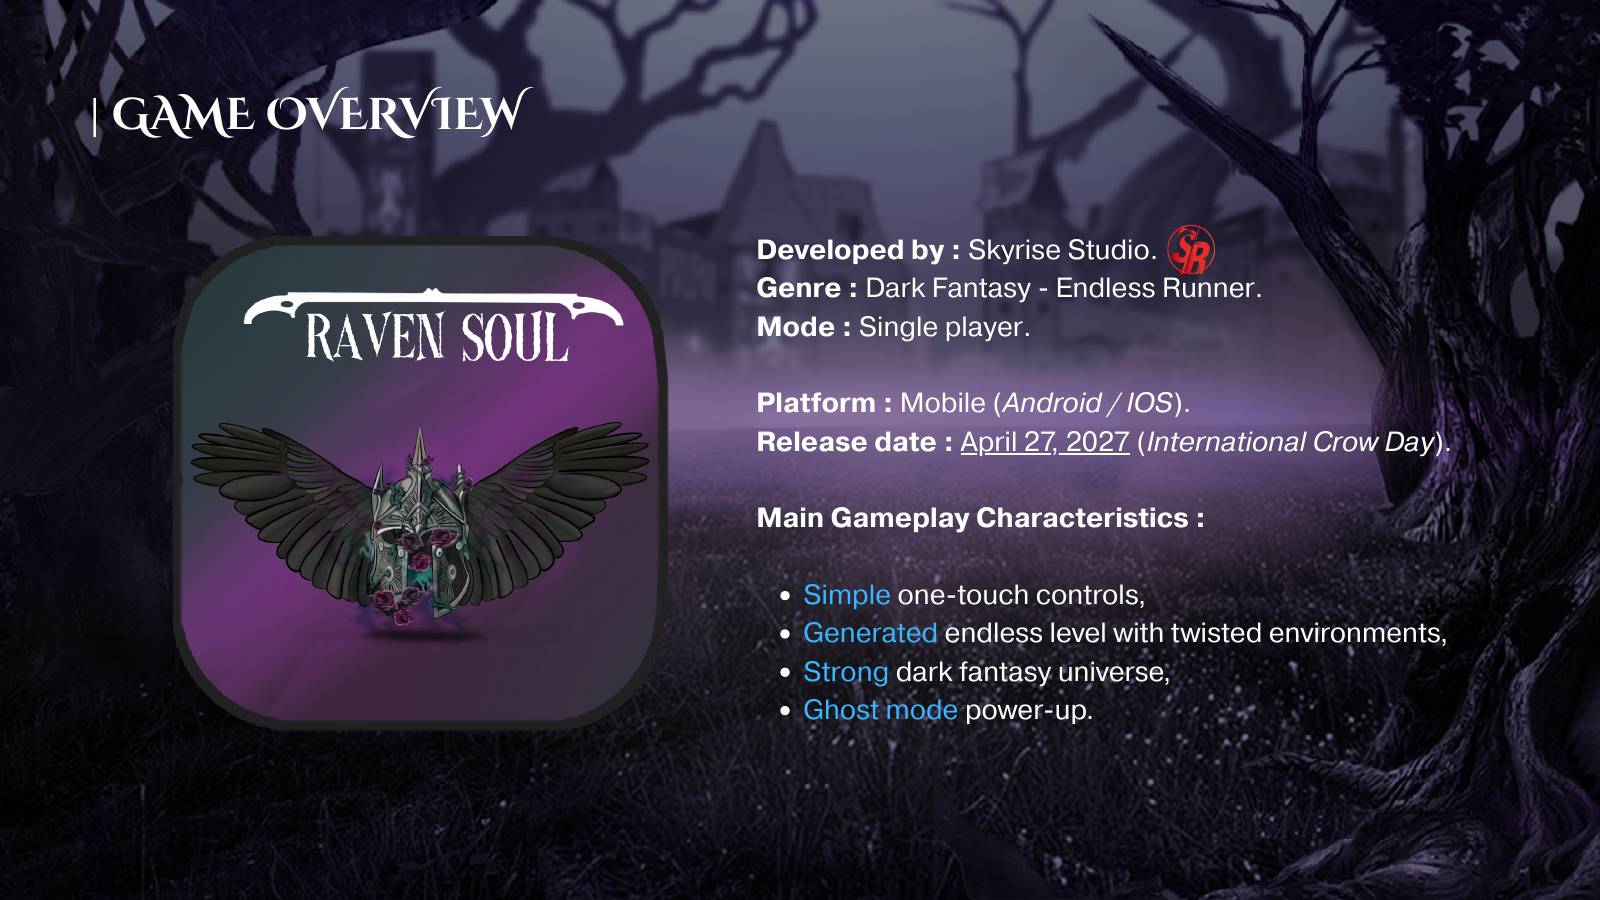 | GAME OVERVIEW
RAVEN SOUL
Developed by : Skyrise Studio. SR
Genre : Dark Fantasy - Endless Runner.
Mode : Single player.
Platform : Mobile (Android / IOS).
Release date : April 27, 2027 (International Crow Day).
Main Gameplay Characteristics :
• Simple one-touch controls,
• Generated endless level with twisted environments,
• Strong dark fantasy universe,
• Ghost mode power-up.